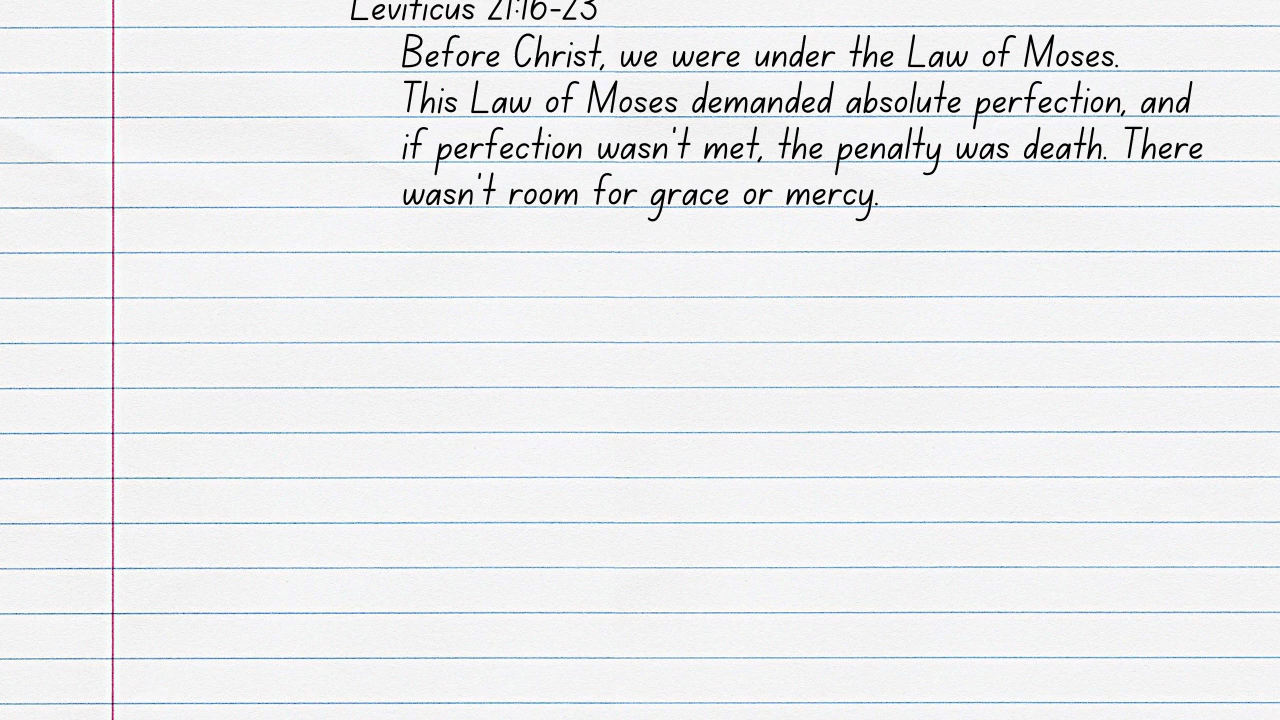 Leviticus 21:16-23
Before Christ, we were under the Law of Moses.
This Law of Moses demanded absolute perfection, and
if perfection wasn't met, the penalty was death. There
wasn't room for grace or mercy.